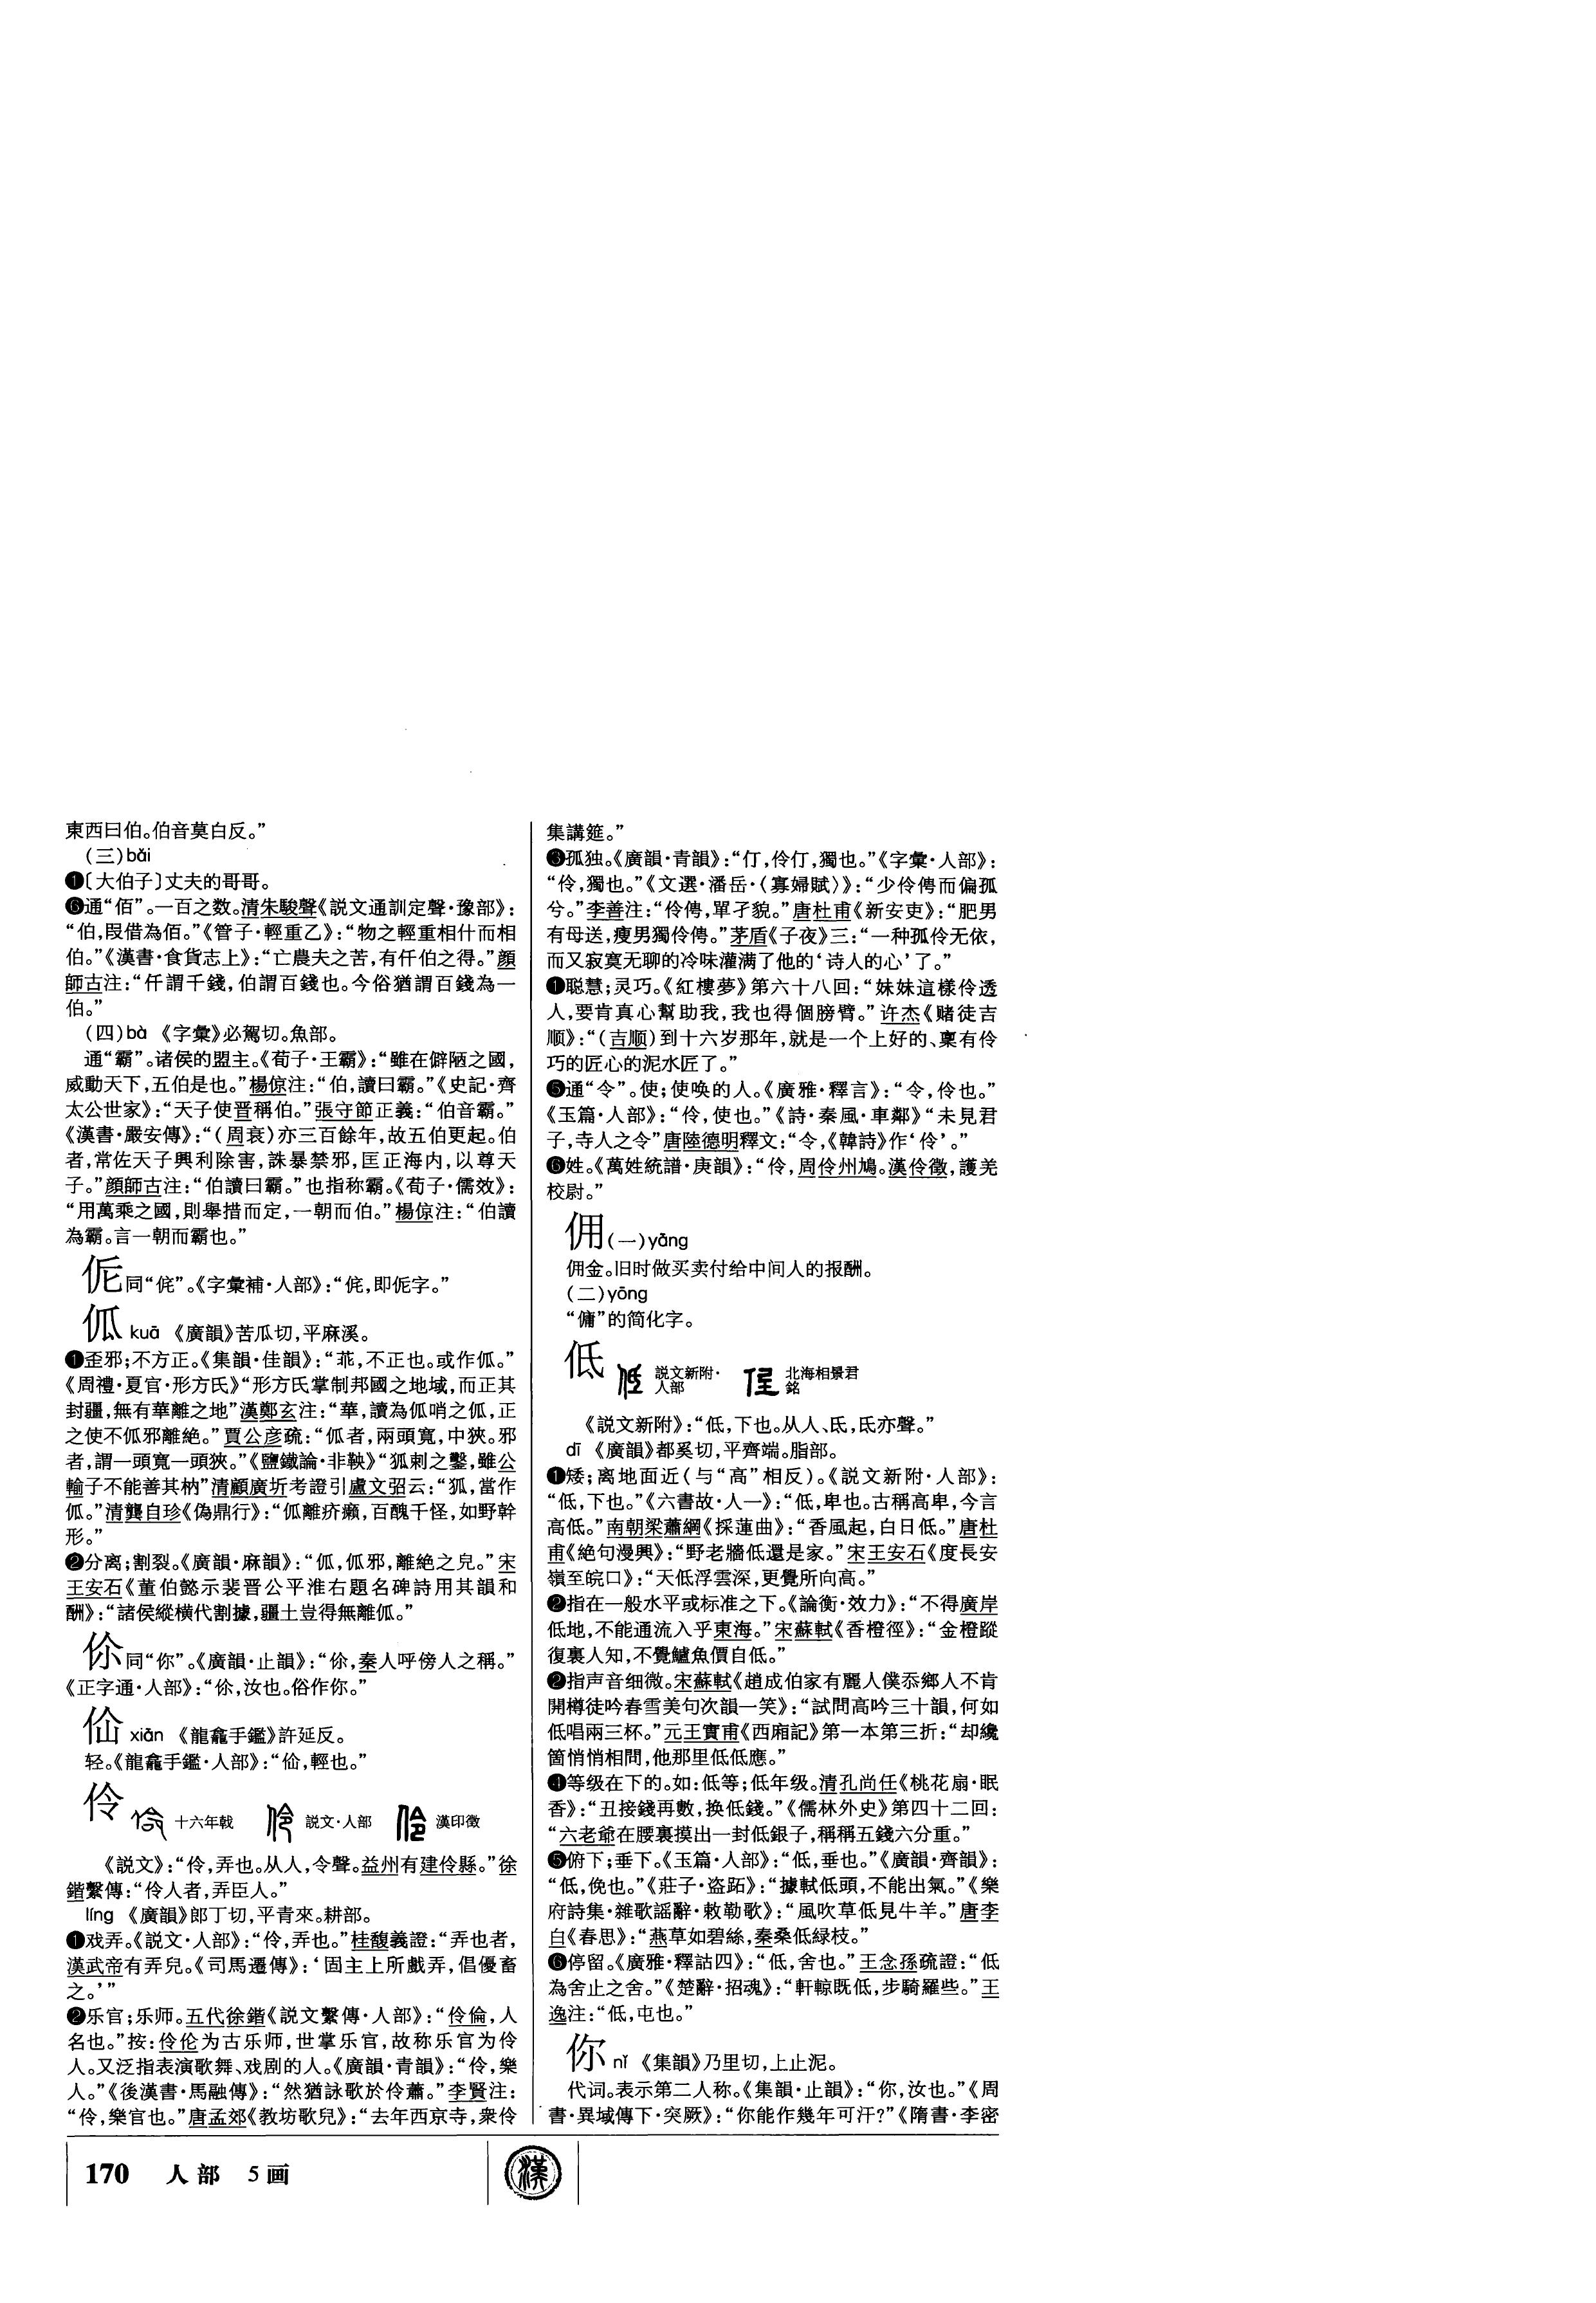 東西曰伯。伯音莫白反。”
(三)bǎi
❶〔大伯子〕丈夫的哥哥。
❻通“佰”。一百之数。清朱駿聲《説文通訓定聲·豫部》：
“伯，叚借為佰。”《管子·輕重乙》：“物之輕重相什而相
伯。”《漢書·食貨志上》：“亡農夫之苦，有仟伯之得。”顔
師古注：“仟謂千錢，伯謂百錢也。今俗猶謂百錢為一
伯。”
(四)bà 《字彙》必駕切。魚部。
通“霸”。诸侯的盟主。《荀子·王霸》：“雖在僻陋之國，
威動天下，五伯是也。”楊倞注：“伯，讀曰霸。”《史記·齊
太公世家》：“天子使晋稱伯。”張守節正義：“伯音霸。”
《漢書·嚴安傳》：“(周衰)亦三百餘年，故五伯更起。伯
者，常佐天子興利除害，誅暴禁邪，匡正海内，以尊天
子。”顔師古注：“伯讀曰霸。”也指称霸。《荀子·儒效》：
“用萬乘之國，則舉措而定，一朝而伯。”楊倞注：“伯讀
為霸。言一朝而霸也。”
㐌同“侂”。《字彙補·人部》：“侂，即㐌字。”
㧓 kuā 《廣韻》苦瓜切，平麻溪。
❶歪邪；不方正。《集韻·佳韻》：“𠁥，不正也。或作㐀。”
《周禮·夏官·形方氏》“形方氏掌制邦國之地域，而正其
封疆，無有華離之地”漢鄭玄注：“華，讀為㐀哨之㐀，正
之使不㐀邪離絶。”賈公彦疏：“㐀者，兩頭寬，中狹。邪
者，謂一頭寬一頭狹。”《鹽鐵論·非鞅》“狐刺之鑿，雖公
輸子不能善其枘”清顧廣圻考證引盧文弨云：“狐，當作
㐀。”清龔自珍《偽鼎行》：“㐀離疥癩，百醜千怪，如野幹
形。”
❷分离；割裂。《廣韻·麻韻》：“㐀，㐀邪，離絶之皃。”宋
王安石《董伯懿示裴晋公平淮右題名碑詩用其韻和
酬》：“諸侯縱横代割據，疆土豈得無離㐀。”
伱同“你”。《廣韻·止韻》：“伱，秦人呼傍人之稱。”
《正字通·人部》：“伱，汝也。俗作你。”
仚 xiān 《龍龕手鑑》許延反。
轻。《龍龕手鑑·人部》：“仚，輕也。”
伶 十六年戟 説文·人部 漢印徵
《説文》：“伶，弄也。从人，令聲。益州有建伶縣。”徐
鍇繫傳：“伶人者，弄臣人。”
líng 《廣韻》郎丁切，平青來。耕部。
❶戏弄。《説文·人部》：“伶，弄也。”桂馥義證：“弄也者，
漢武帝有弄兒。《司馬遷傳》：‘固主上所戲弄，倡優畜
之。’”
❷乐官；乐师。五代徐鍇《説文繫傳·人部》：“伶倫，人
名也。”按：伶伦为古乐师，世掌乐官，故称乐官为伶
人。又泛指表演歌舞、戏剧的人。《廣韻·青韻》：“伶，樂
人。”《後漢書·馬融傳》：“然猶詠歌於伶蕭。”李賢注：
“伶，樂官也。”唐孟郊《教坊歌兒》：“去年西京寺，衆伶
集講筵。”
❸孤独。《廣韻·青韻》：“仃，伶仃，獨也。”《字彙·人部》：
“伶，獨也。”《文選·潘岳·〈寡婦賦〉》：“少伶俜而偏孤
兮。”李善注：“伶俜，單孑貌。”唐杜甫《新安吏》：“肥男
有母送，瘦男獨伶俜。”茅盾《子夜》三：“一种孤伶无依，
而又寂寞无聊的冷味灌满了他的‘诗人的心’了。”
❶聪慧；灵巧。《紅樓夢》第六十八回：“妹妹這樣伶透
人，要肯真心幫助我，我也得個膀臂。”许杰《赌徒吉
顺》：“(吉顺)到十六岁那年，就是一个上好的、稟有伶
巧的匠心的泥水匠了。”
❺通“令”。使；使唤的人。《廣雅·釋言》：“令，伶也。”
《玉篇·人部》：“伶，使也。”《詩·秦風·車鄰》“未見君
子，寺人之令”唐陸德明釋文：“令，《韓詩》作‘伶’。”
❻姓。《萬姓統譜·庚韻》：“伶，周伶州鳩。漢伶徵，護羌
校尉。”
佣(一)yǎng
佣金。旧时做买卖付给中间人的报酬。
(二)yōng
“傭”的简化字。
低 説文新附·人部 北海相景君銘
《説文新附》：“低，下也。从人、氐，氐亦聲。”
dī 《廣韻》都奚切，平齊端。脂部。
❶矮；离地面近(与“高”相反)。《説文新附·人部》：
“低，下也。”《六書故·人一》：“低，卑也。古稱高卑，今言
高低。”南朝梁蕭綱《採蓮曲》：“香風起，白日低。”唐杜
甫《絶句漫興》：“野老牆低還是家。”宋王安石《度長安
嶺至皖口》：“天低浮雲深，更覺所向高。”
❷指在一般水平或标准之下。《論衡·效力》：“不得廣岸
低地，不能通流入乎東海。”宋蘇軾《香橙徑》：“金橙蹤
復裏人知，不覺鱸魚價自低。”
❷指声音细微。宋蘇軾《趙成伯家有麗人僕忝鄉人不肯
開樽徒吟春雪美句次韻一笑》：“試問高吟三十韻，何如
低唱兩三杯。”元王實甫《西廂記》第一本第三折：“却纔
箇悄悄相問，他那里低低應。”
❹等级在下的。如：低等；低年级。清孔尚任《桃花扇·眠
香》：“丑接錢再數，换低錢。”《儒林外史》第四十二回：
“六老爺在腰裏摸出一封低銀子，稱稱五錢六分重。”
❺俯下；垂下。《玉篇·人部》：“低，垂也。”《廣韻·齊韻》：
“低，俛也。”《莊子·盗跖》：“據軾低頭，不能出氣。”《樂
府詩集·雜歌謡辭·敕勒歌》：“風吹草低見牛羊。”唐李
白《春思》：“燕草如碧絲，秦桑低緑枝。”
❻停留。《廣雅·釋詁四》：“低，舍也。”王念孫疏證：“低
為舍止之舍。”《楚辭·招魂》：“軒輬既低，步騎羅些。”王
逸注：“低，屯也。”
你 nǐ 《集韻》乃里切，上止泥。
代词。表示第二人称。《集韻·止韻》：“你，汝也。”《周
書·異域傳下·突厥》：“你能作幾年可汗?”《隋書·李密
170 人部 5画
漢